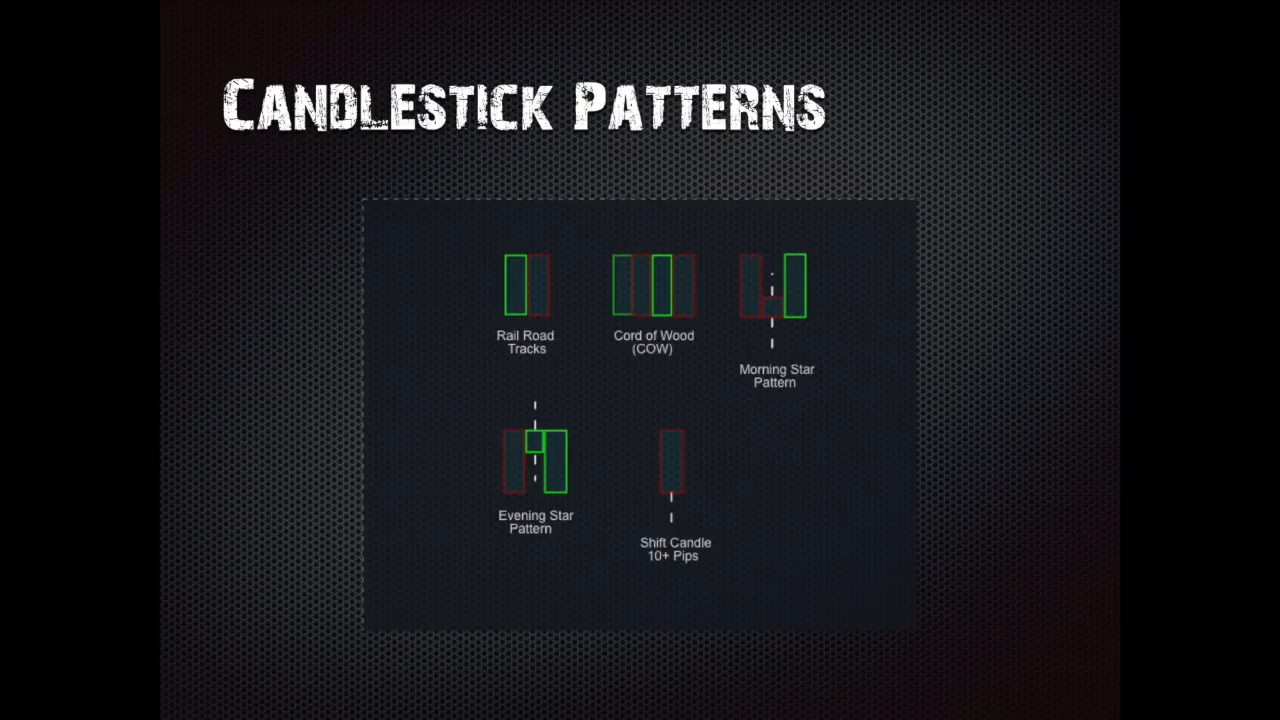 CANDLESTICK PATTERNS
Rail Road
Tracks
Cord of Wood
(COW)
Morning Star
Pattern
Evening Star
Pattern
Shift Candle
10+ Pips